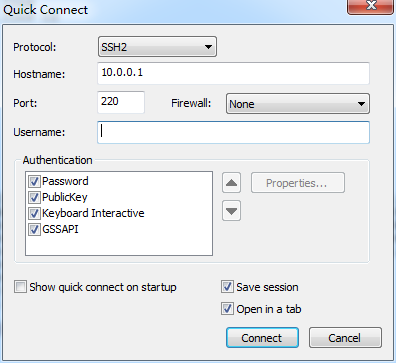 Quick Connect
Protocol: SSH2
Hostname: 10.0.0.1
Port: 220 Firewall: None
Username:
Authentication
Password
PublicKey
Keyboard Interactive
GSSAPI
Properties...
Show quick connect on startup Save session
Open in a tab
Connect Cancel